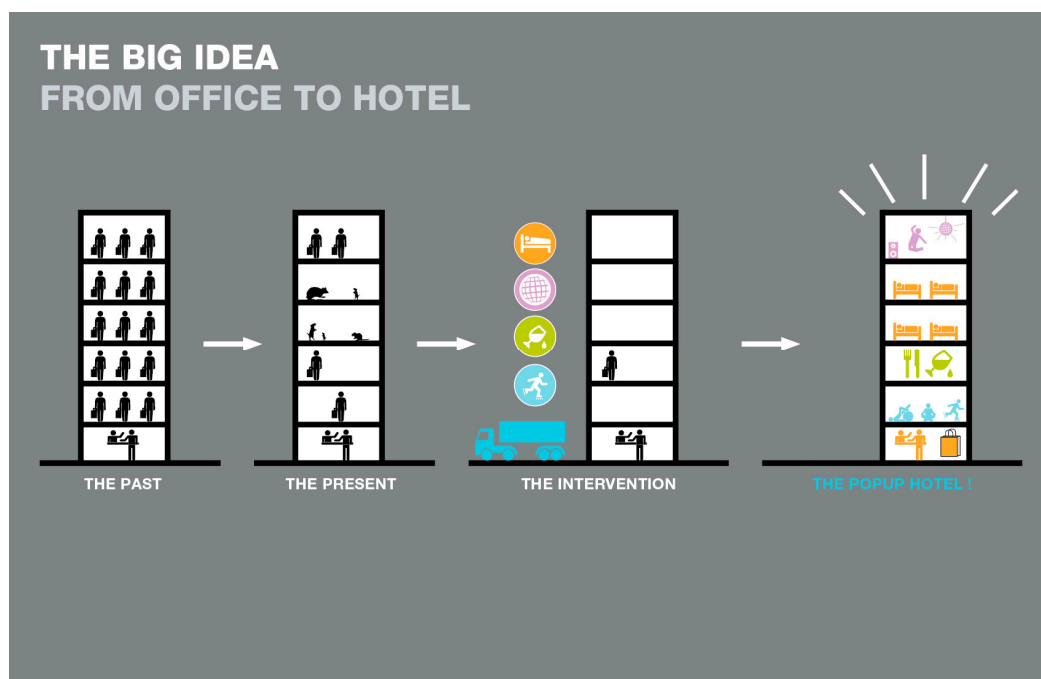 THE BIG IDEA
FROM OFFICE TO HOTEL
THE PAST
THE PRESENT
THE INTERVENTION
THE POPUP HOTEL !